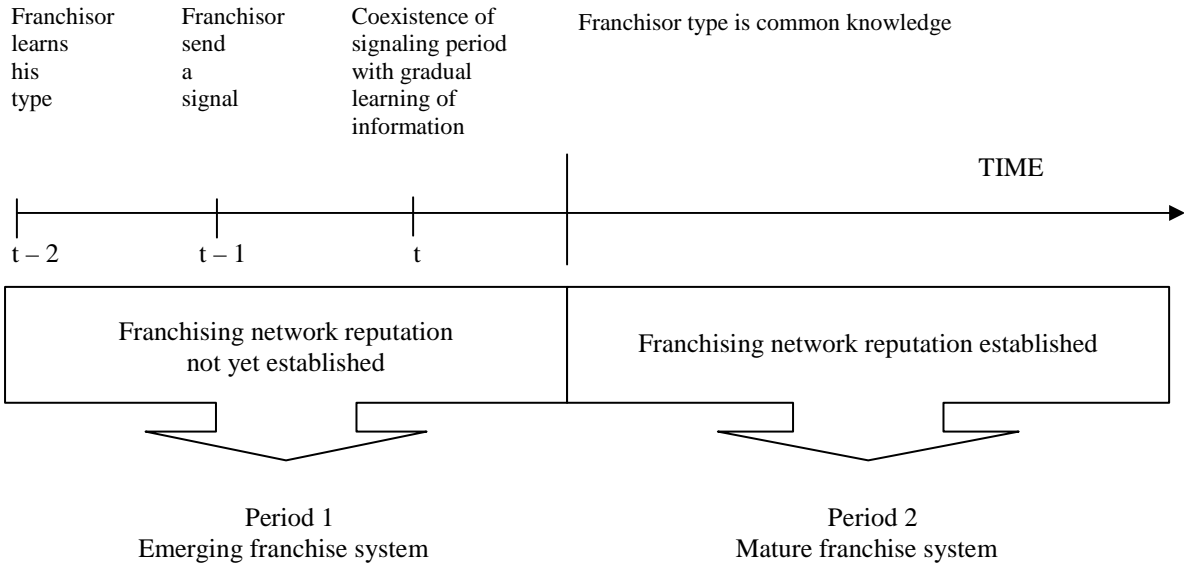 Franchisor
learns
his
type
Franchisor
send
a
signal
Coexistence of
signaling period
with gradual
learning of
information
Franchisor type is common knowledge
TIME
t – 2
t – 1
t
Franchising network reputation
not yet established
Franchising network reputation established
Period 1
Emerging franchise system
Period 2
Mature franchise system